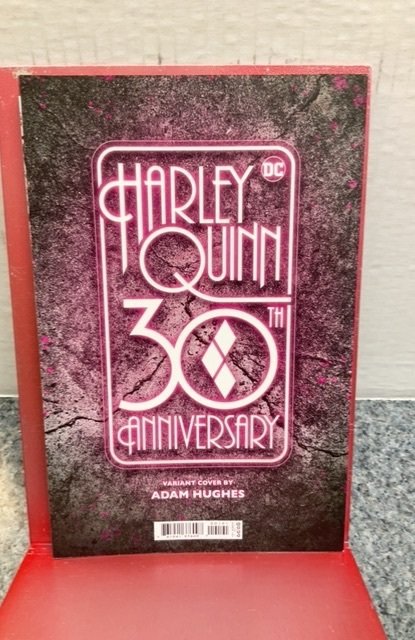 DC
HARLEY
QUINN
30TH
ANNIVERSARY
VARIANT COVER BY
ADAM HUGHES